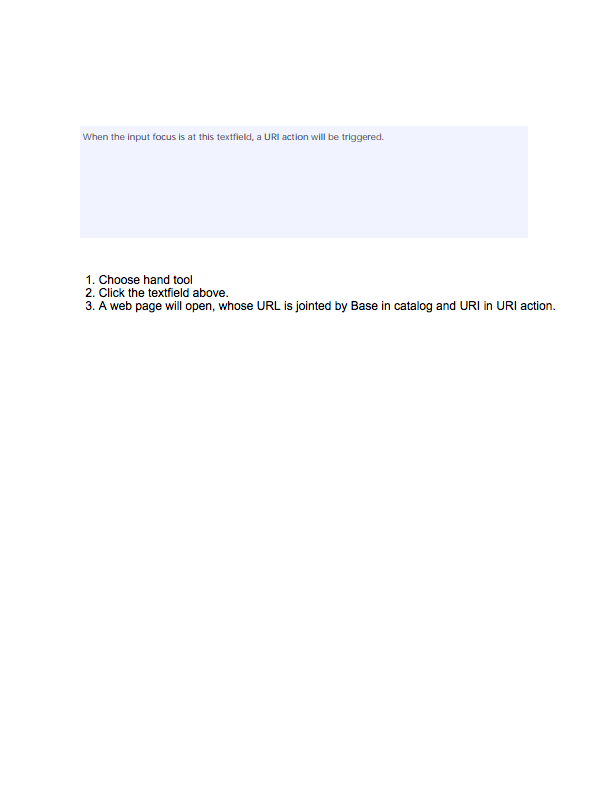 When the input focus is at this textfield, a URI action will be triggered.
1. Choose hand tool
2. Click the textfield above.
3. A web page will open, whose URL is jointed by Base in catalog and URI in URI action.